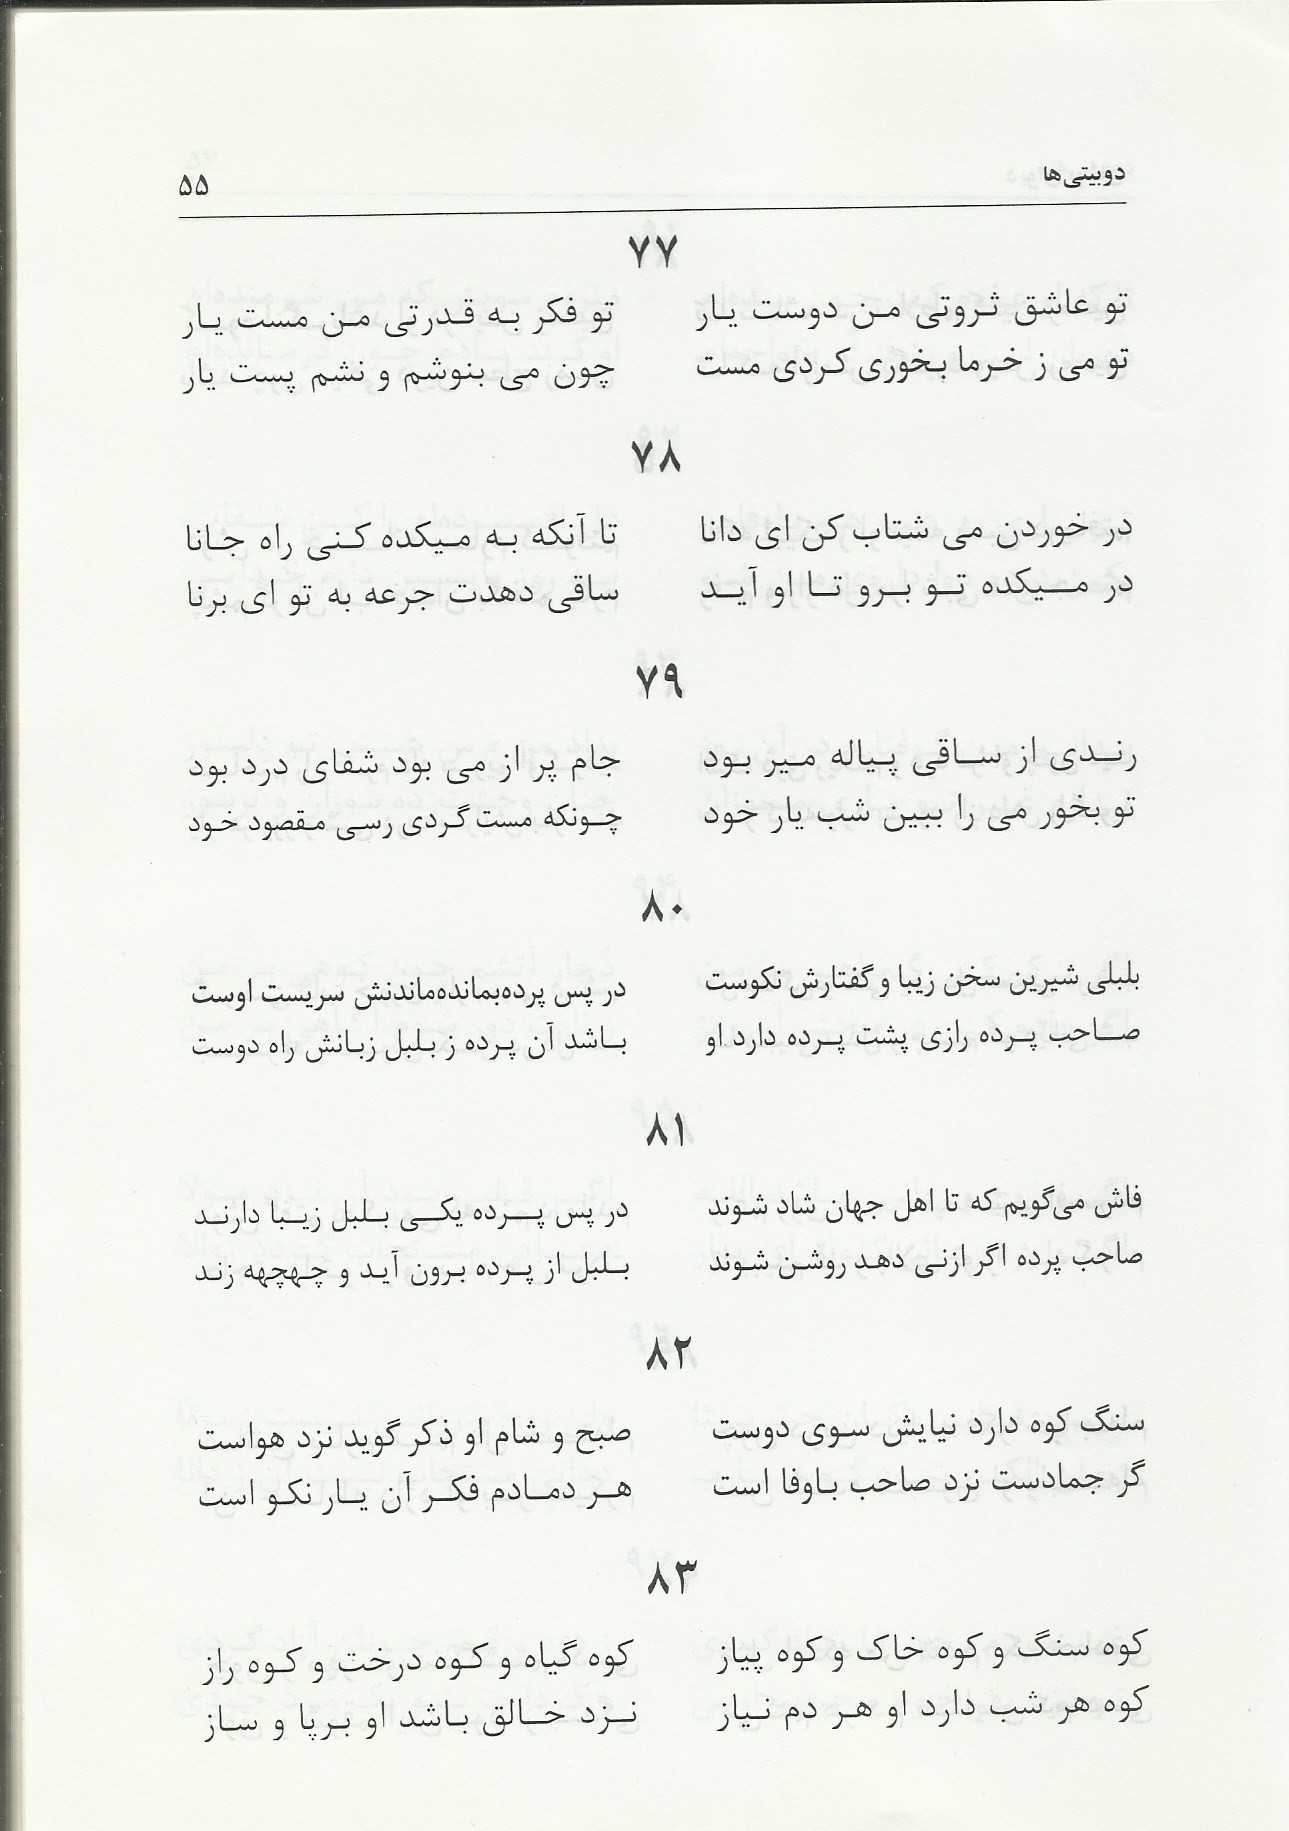 دوبیتی‌ها ۵۵
۷۷
تو عاشق ثروتی من دوست یار تو فکر به قدرتی من مست یار
تو می ز خرما بخوری کردی مست چون می بنوشم و نشم پست یار
۷۸
در خوردن می شتاب کن ای دانا تا آنکه به میکده کنی راه جانا
در میکده تو برو تا او آید ساقی دهدت جرعه به تو ای برنا
۷۹
رندی از ساقی پیاله میر بود جام پر از می بود شفای درد بود
تو بخور می را ببین شب یار خود چونکه مست گردی رسی مقصود خود
۸۰
بلبلی شیرین سخن زیبا و گفتارش نکوست در پس پرده‌بمانده‌ماندنش سریست اوست
صاحب پرده رازی پشت پرده دارد او باشد آن پرده ز بلبل زبانش راه دوست
۸۱
فاش می‌گویم که تا اهل جهان شاد شوند در پس پرده یکی بلبل زیبا دارند
صاحب پرده اگر ازنی دهد روشن شوند بلبل از پرده برون آید و چهچهه زند
۸۲
سنگ کوه دارد نیایش سوی دوست صبح و شام او ذکر گوید نزد هواست
گر جمادست نزد صاحب باوفا است هر دمادم فکر آن یار نکو است
۸۳
کوه سنگ و کوه خاک و کوه پیاز کوه گیاه و کوه درخت و کوه راز
کوه هر شب دارد او هر دم نیاز نزد خالق باشد او برپا و ساز